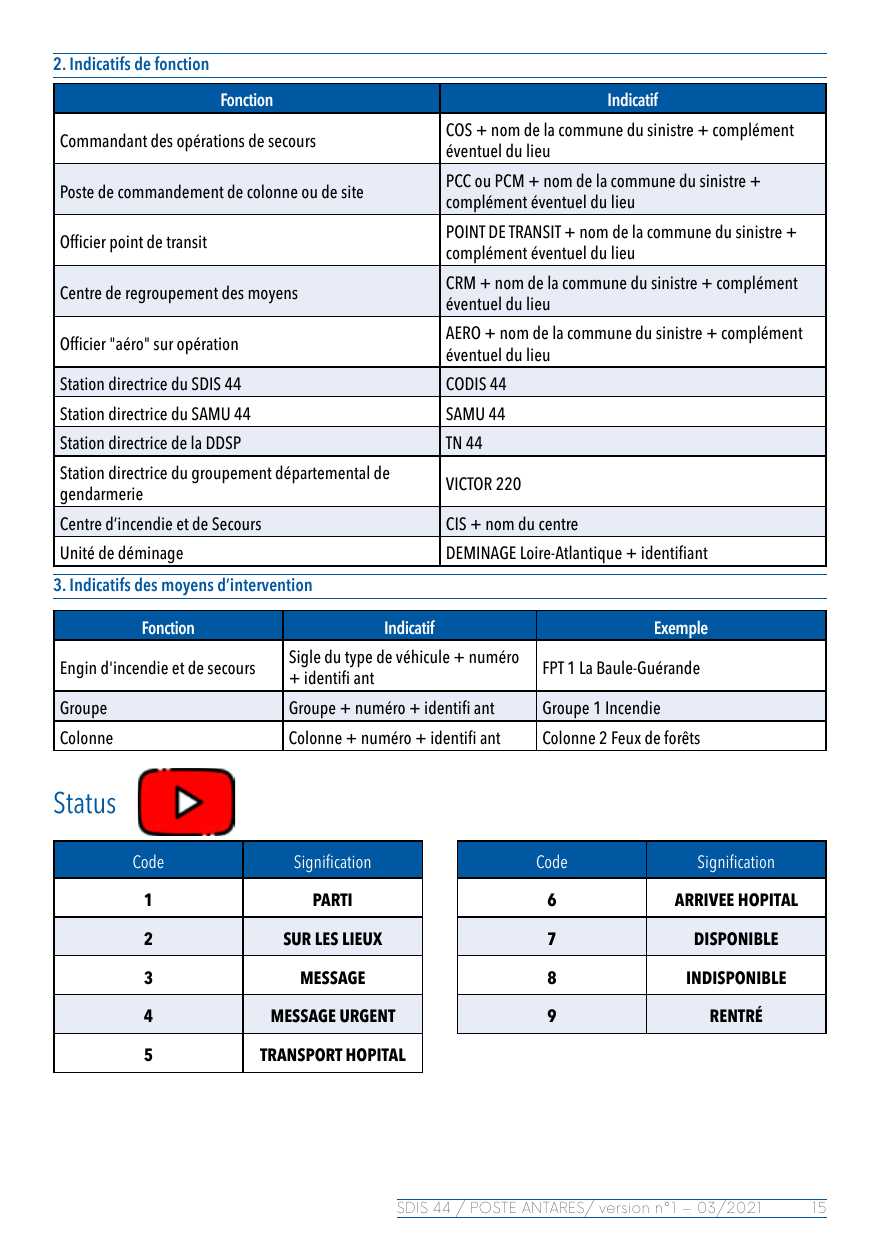 2. Indicatifs de fonction
Fonction Indicatif
Commandant des opérations de secours
COS + nom de la commune du sinistre + complément
éventuel du lieu
Poste de commandement de colonne ou de site
PCC ou PCM + nom de la commune du sinistre +
complément éventuel du lieu
Officier point de transit
POINT DE TRANSIT + nom de la commune du sinistre +
complément éventuel du lieu
Centre de regroupement des moyens
CRM + nom de la commune du sinistre + complément
éventuel du lieu
Officier "aéro" sur opération
AERO + nom de la commune du sinistre + complément
éventuel du lieu
Station directrice du SDIS 44 CODIS 44
Station directrice du SAMU 44 SAMU 44
Station directrice de la DDSP TN 44
Station directrice du groupement départemental de
gendarmerie
VICTOR 220
Centre d’incendie et de Secours CIS + nom du centre
Unité de déminage DEMINAGE Loire-Atlantique + identifiant
3. Indicatifs des moyens d’intervention
Fonction Indicatif Exemple
Engin d'incendie et de secours
Sigle du type de véhicule + numéro
+ identifi ant
FPT 1 La Baule-Guérande
Groupe Groupe + numéro + identifi ant Groupe 1 Incendie
Colonne Colonne + numéro + identifi ant Colonne 2 Feux de forêts
Status
Code Signification
1 PARTI
2 SUR LES LIEUX
3 MESSAGE
4 MESSAGE URGENT
5 TRANSPORT HOPITAL
Code Signification
6 ARRIVEE HOPITAL
7 DISPONIBLE
8 INDISPONIBLE
9 RENTRÉ
SDIS 44 / POSTE ANTARES/ version n°1 – 03/2021 15